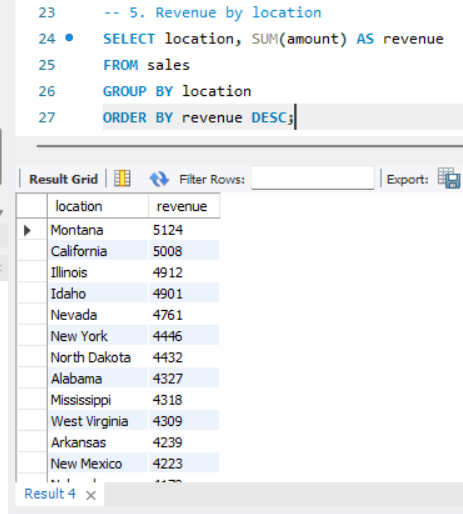 23 -- 5. Revenue by location
24 SELECT location, SUM(amount) AS revenue
25 FROM sales
26 GROUP BY location
27 ORDER BY revenue DESC;
Result Grid Filter Rows: Export:
location revenue
Montana 5124
California 5008
Illinois 4912
Idaho 4901
Nevada 4761
New York 4446
North Dakota 4432
Alabama 4327
Mississippi 4318
West Virginia 4309
Arkansas 4239
New Mexico 4223
Result 4